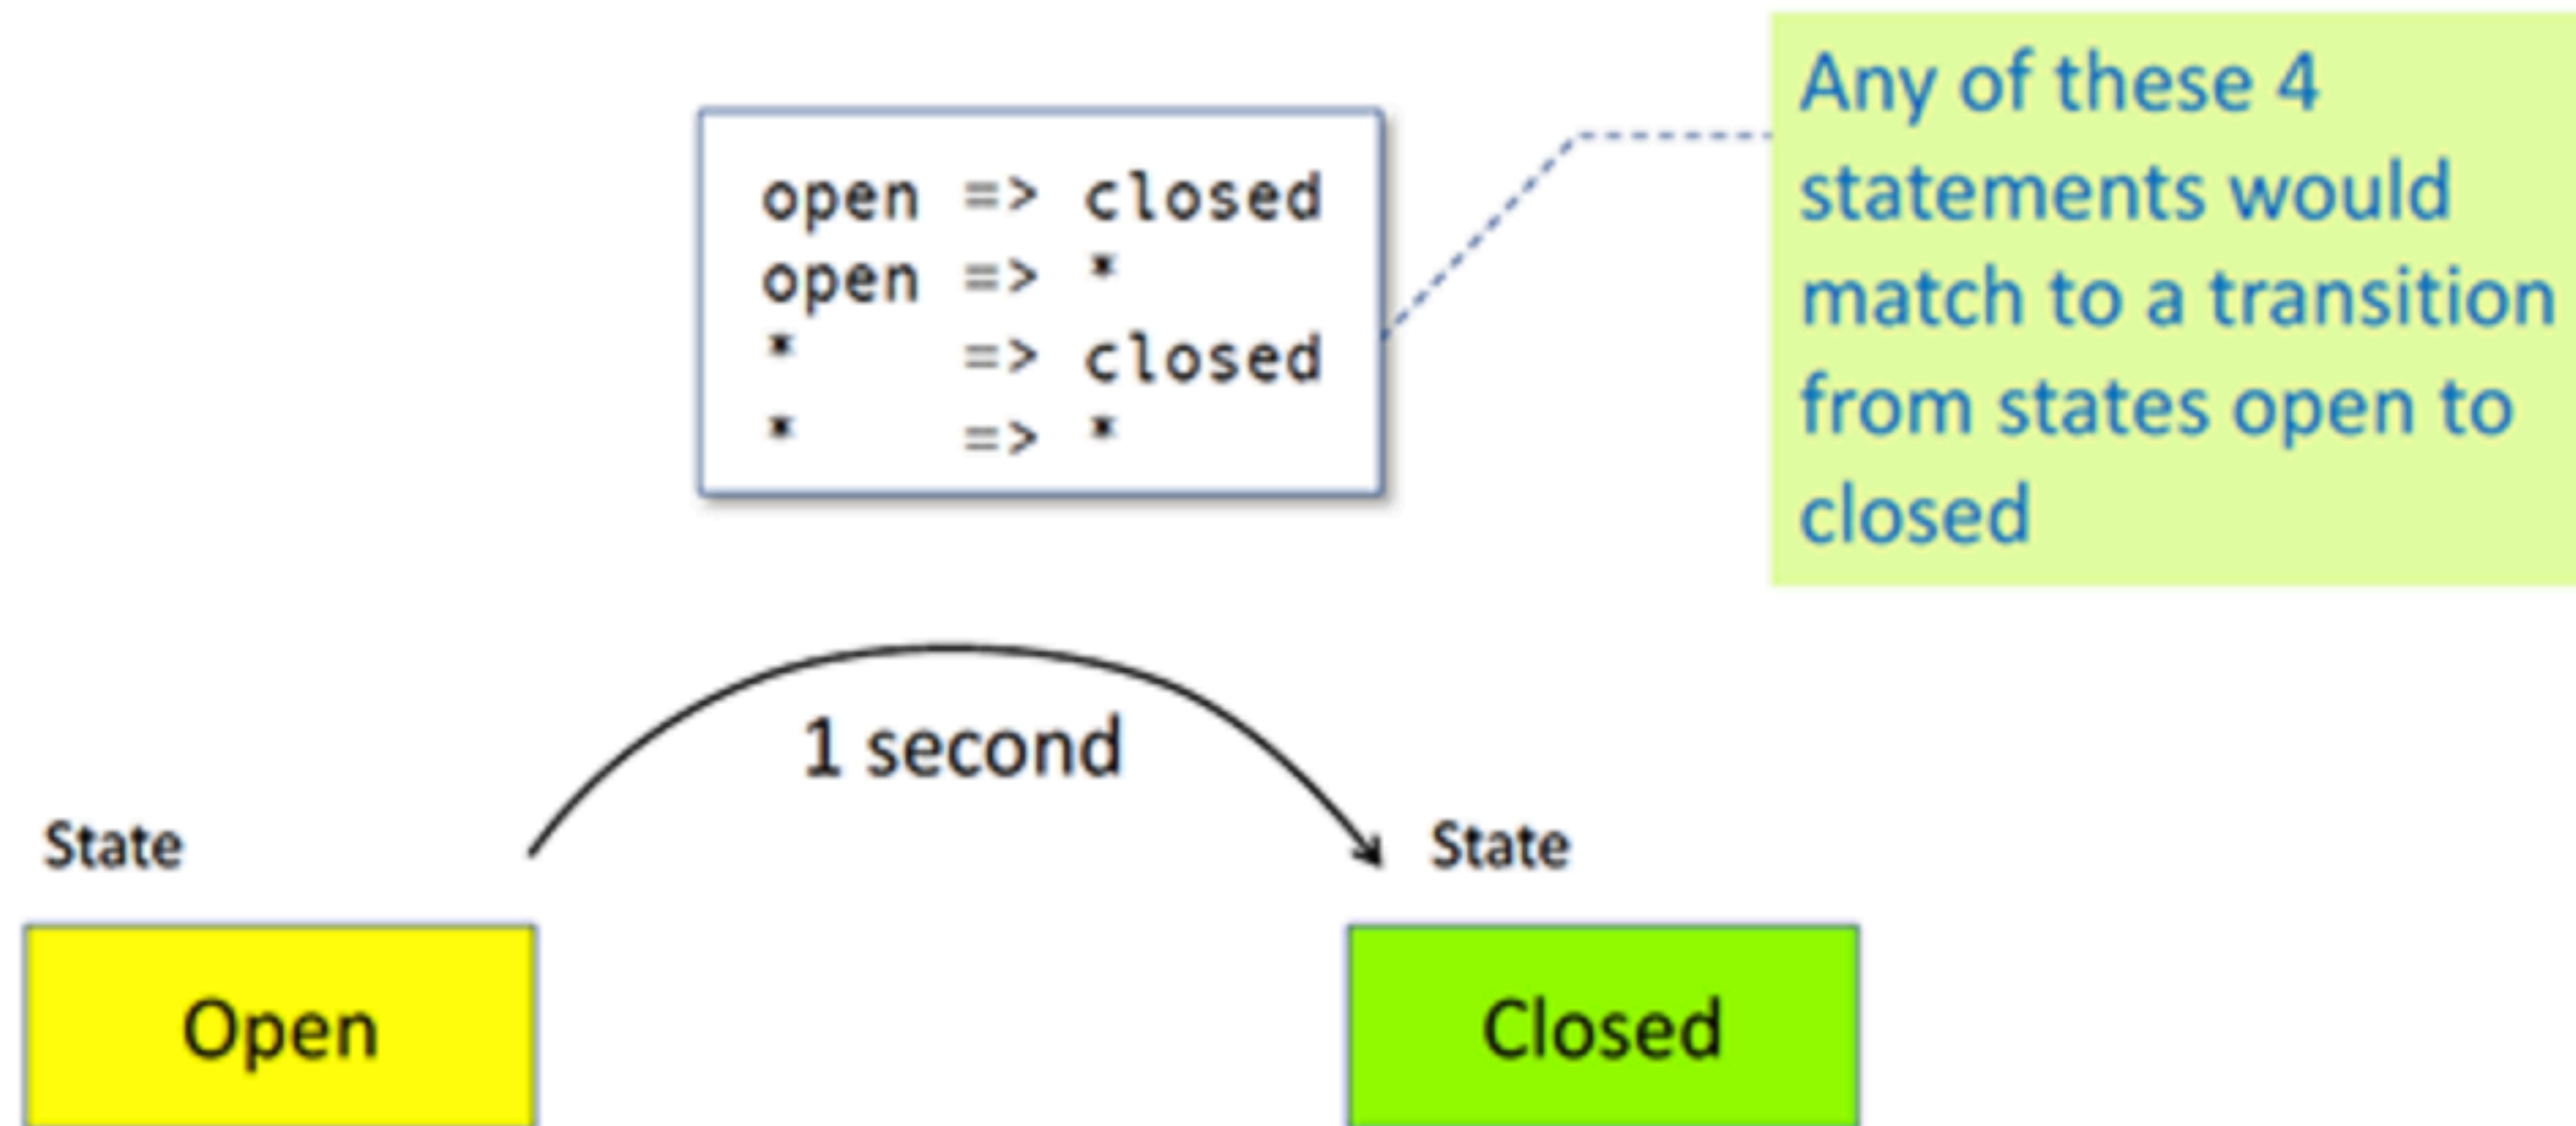 open => closed
open => *
* => closed
* => *
Any of these 4
statements would
match to a transition
from states open to
closed
1 second
State
State
Open
Closed